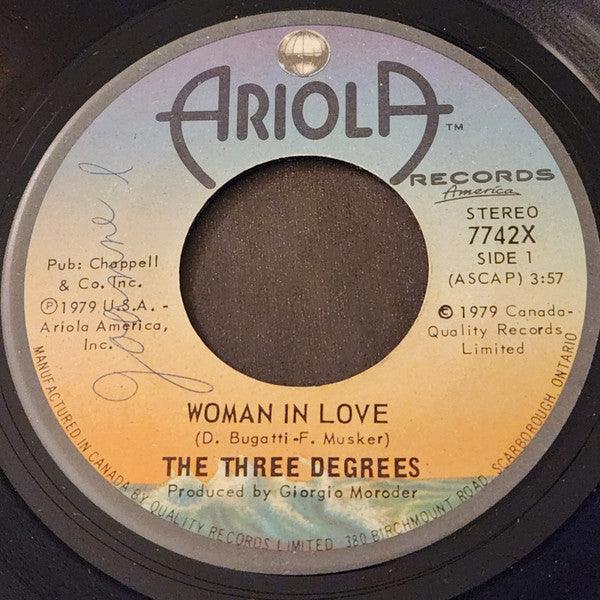 ARIOLA™
RECORDS
America
STEREO
7742X
SIDE 1
(ASCAP) 3:57
Pub: Chappell
& Co. Inc.
Ⓟ1979 U.S.A. -
Ariola America,
Inc.
© 1979 Canada-
Quality Records
Limited
WOMAN IN LOVE
(D. Bugatti-F. Musker)
THE THREE DEGREES
Produced by Giorgio Moroder
MANUFACTURED IN CANADA BY QUALITY RECORDS LIMITED 380 BIRCHMOUNT ROAD, SCARBOROUGH, ONTARIO